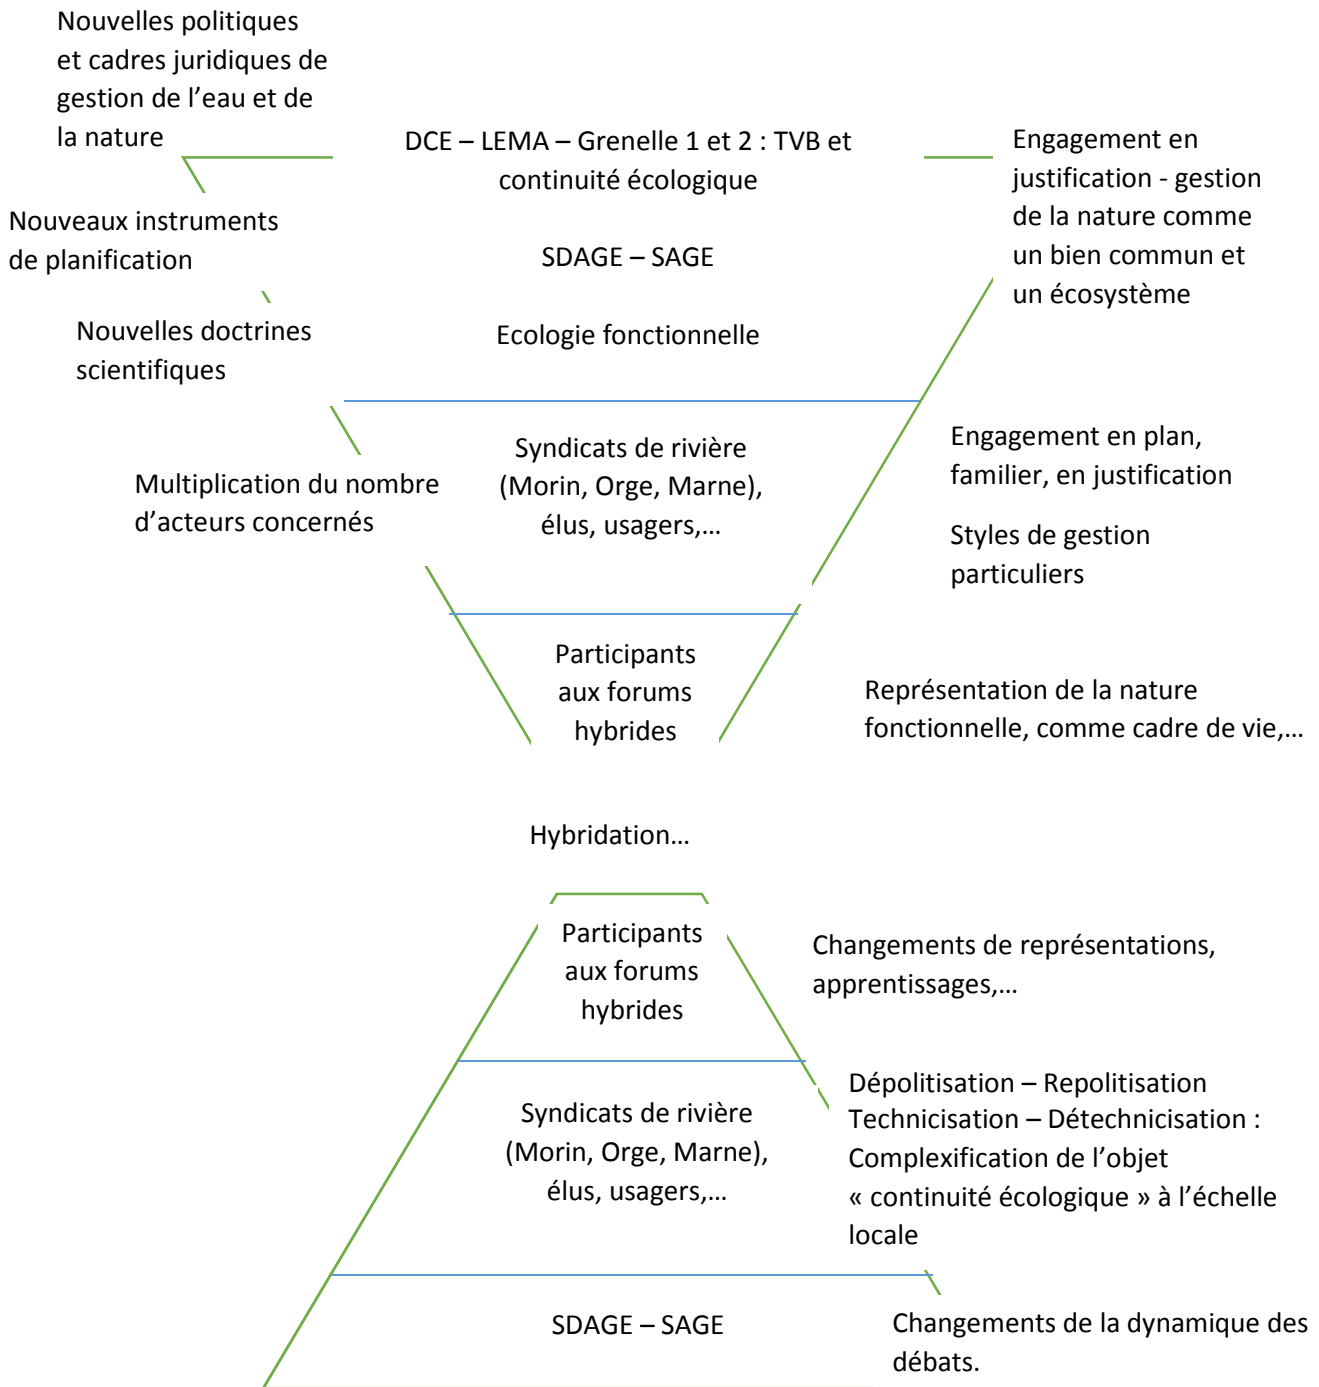 Nouvelles politiques
et cadres juridiques de
gestion de l’eau et de
la nature
DCE – LEMA – Grenelle 1 et 2 : TVB et
continuité écologique
Engagement en
justification - gestion
de la nature comme
un bien commun et
un écosystème
Nouveaux instruments
de planification
SDAGE – SAGE
Nouvelles doctrines
scientifiques
Ecologie fonctionnelle
Multiplication du nombre
d’acteurs concernés
Syndicats de rivière
(Morin, Orge, Marne),
élus, usagers,…
Engagement en plan,
familier, en justification
Styles de gestion
particuliers
Participants
aux forums
hybrides
Représentation de la nature
fonctionnelle, comme cadre de vie,…
Hybridation…
Participants
aux forums
hybrides
Changements de représentations,
apprentissages,…
Syndicats de rivière
(Morin, Orge, Marne),
élus, usagers,…
Dépolitisation – Repolitisation
Technicisation – Détechnicisation :
Complexification de l’objet
« continuité écologique » à l’échelle
locale
SDAGE – SAGE
Changements de la dynamique des
débats.